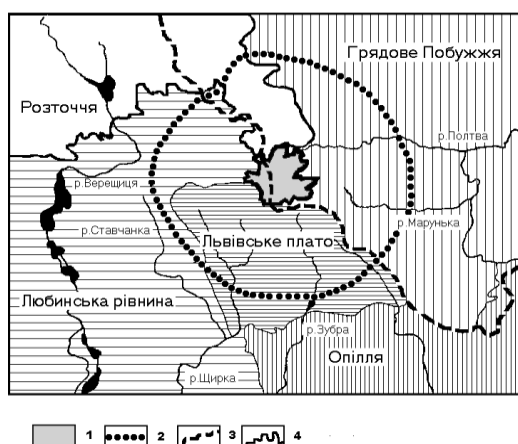 Грядове Побужжя
Розточчя
р.Полтва
р.Верещиця
р.Ставчанка
р.Марунька
Львівське плато
Любинська рівнина
р.Зубра
Опілля
р.Щирка
1 2 3 4